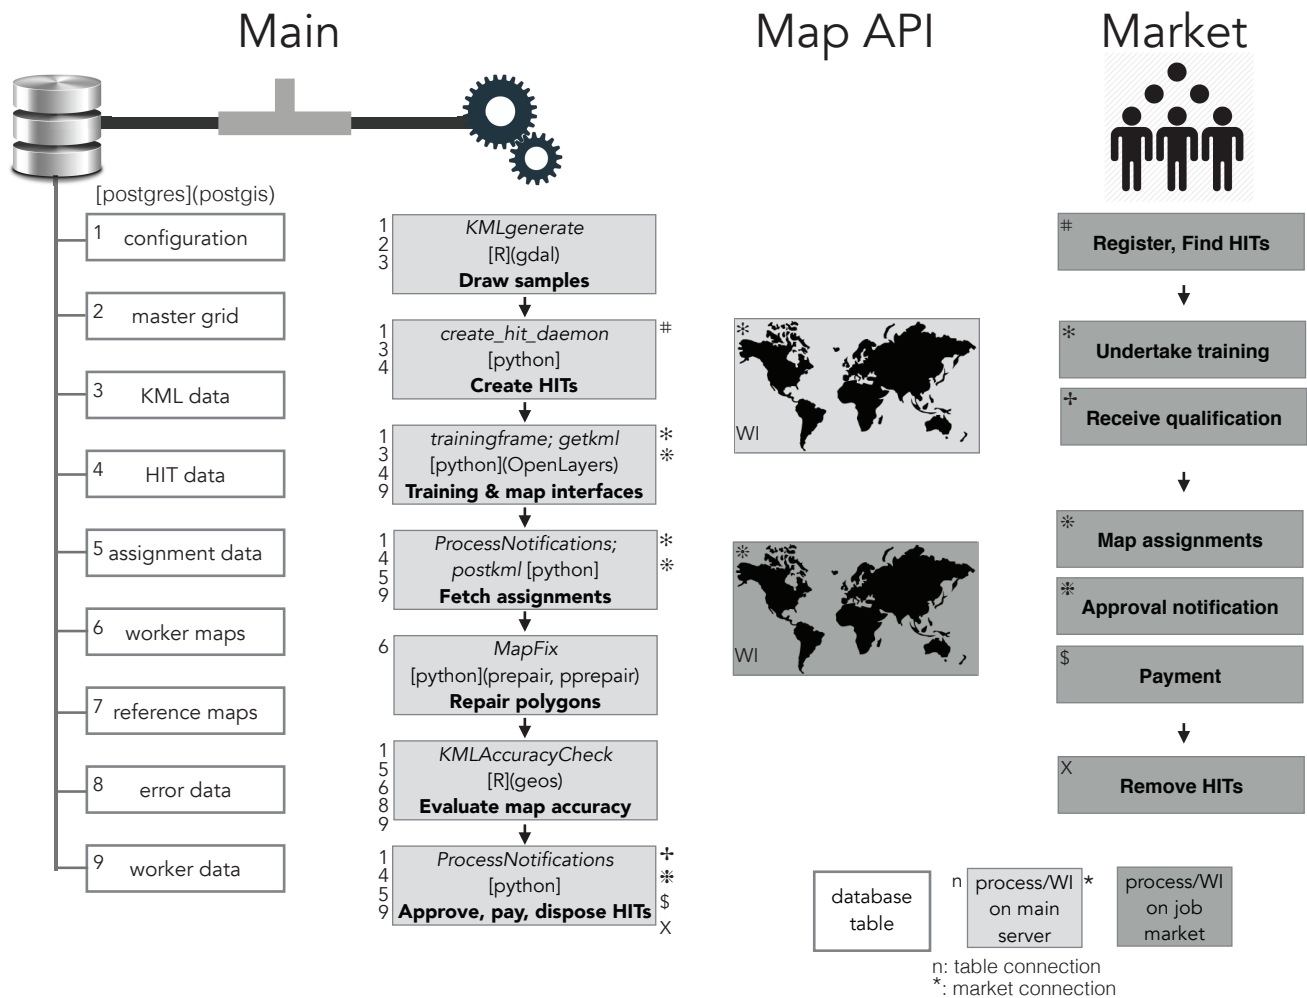 Main
Map API
Market
[postgres](postgis)
1 configuration
2 master grid
3 KML data
4 HIT data
5 assignment data
6 worker maps
7 reference maps
8 error data
9 worker data
1
2
3
KMLgenerate
[R](gdal)
Draw samples
1
3
4
create_hit_daemon
[python]
Create HITs
#
1
3
4
9
trainingframe; getkml
[python](OpenLayers)
Training & map interfaces
✻
❊
1
4
5
9
ProcessNotifications;
postkml [python]
Fetch assignments
✻
❊
6
MapFix
[python](prepair, pprepair)
Repair polygons
1
5
6
8
9
KMLAccuracyCheck
[R](geos)
Evaluate map accuracy
1
4
5
9
ProcessNotifications
[python]
Approve, pay, dispose HITs
✢
❉
$
X
✻
WI
❊
WI
#
Register, Find HITs
✻
Undertake training
✢
Receive qualification
❊
Map assignments
❉
Approval notification
$
Payment
X
Remove HITs
database
table
n
process/WI
on main
server
*
process/WI
on job
market
n: table connection
*: market connection